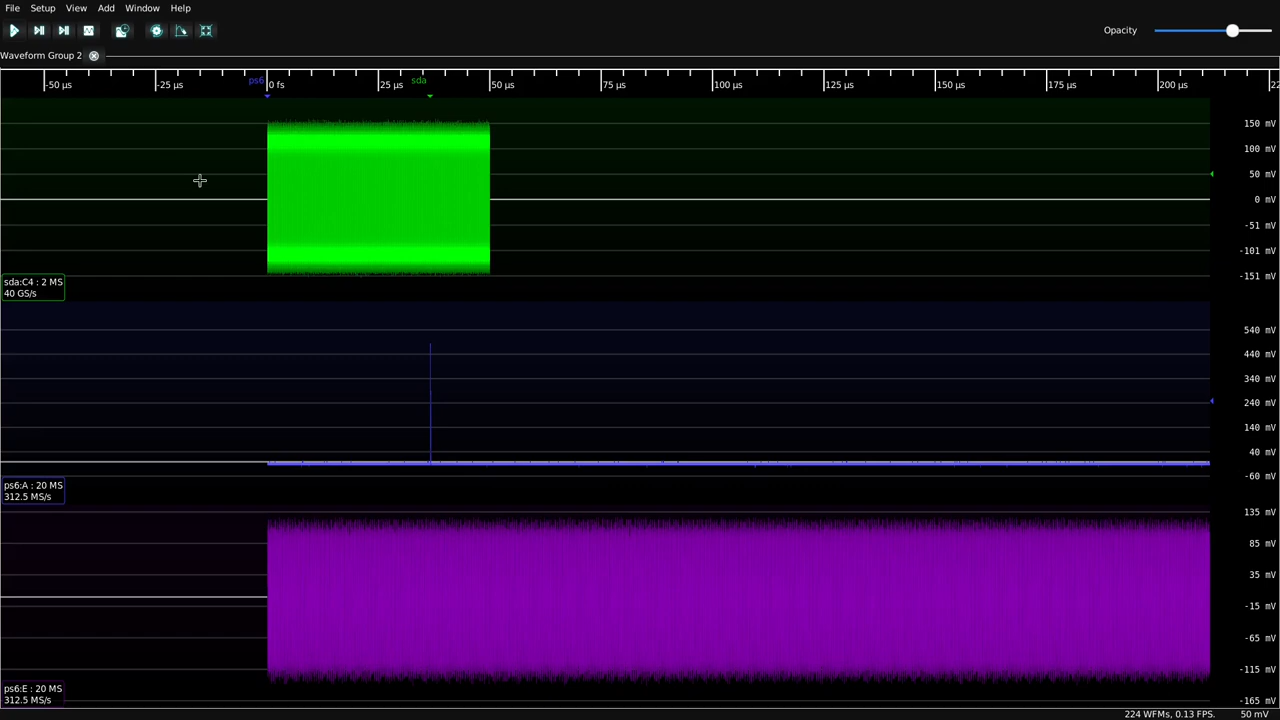 File Setup View Add Window Help
Opacity
Waveform Group 2
ps6 sda
-50 µs -25 µs 0 fs 25 µs 50 µs 75 µs 100 µs 125 µs 150 µs 175 µs 200 µs 22
150 mV
100 mV
50 mV
0 mV
-51 mV
-101 mV
-151 mV
sda:C4 : 2 MS
40 GS/s
540 mV
440 mV
340 mV
240 mV
140 mV
40 mV
-60 mV
ps6:A : 20 MS
312.5 MS/s
135 mV
85 mV
35 mV
-15 mV
-65 mV
-115 mV
-165 mV
ps6:E : 20 MS
312.5 MS/s
224 WFMs, 0.13 FPS. 50 mV